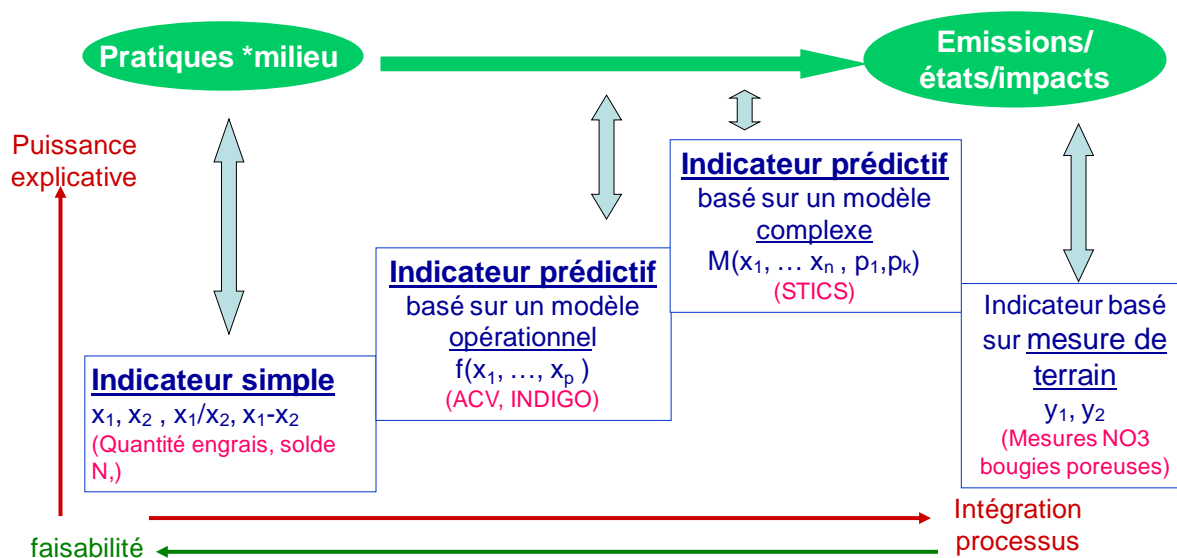 Pratiques *milieu
Emissions/
états/impacts
Puissance
explicative
Indicateur simple
x1, x2 , x1/x2, x1-x2
(Quantité engrais, solde
N,)
Indicateur prédictif
basé sur un modèle
opérationnel
f(x1, …, xp )
(ACV, INDIGO)
Indicateur prédictif
basé sur un modèle
complexe
M(x1, … xn , p1,pk)
(STICS)
Indicateur basé
sur mesure de
terrain
y1, y2
(Mesures NO3
bougies poreuses)
Intégration
processus
faisabilité